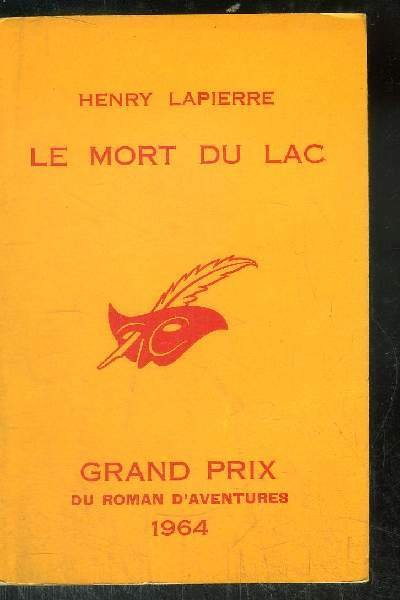 HENRY LAPIERRE
LE MORT DU LAC
GRAND PRIX
DU ROMAN D'AVENTURES
1964